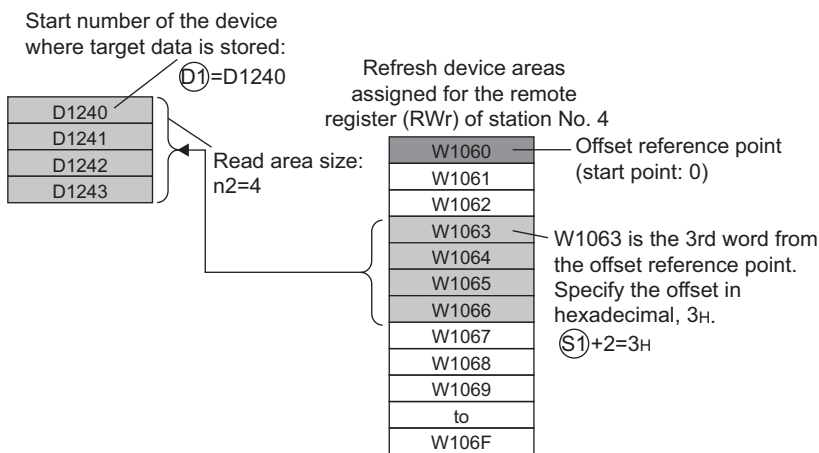 Start number of the device
where target data is stored:
D1=D1240
D1240
D1241
D1242
D1243
Read area size:
n2=4
Refresh device areas
assigned for the remote
register (RWr) of station No. 4
W1060
W1061
W1062
W1063
W1064
W1065
W1066
W1067
W1068
W1069
to
W106F
Offset reference point
(start point: 0)
W1063 is the 3rd word from
the offset reference point.
Specify the offset in
hexadecimal, 3H.
S1+2=3H